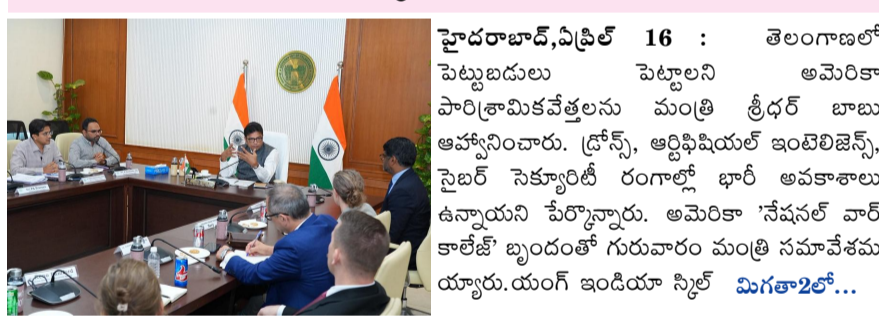 హైదరాబాద్,ఏప్రిల్ 16 : తెలంగాణలో
పెట్టుబడులు పెట్టాలని అమెరికా
పారిశ్రామికవేత్తలను మంత్రి శ్రీధర్ బాబు
ఆహ్వానించారు. డ్రోన్స్, ఆర్టిఫిషియల్ ఇంటెలిజెన్స్,
సైబర్ సెక్యూరిటీ రంగాల్లో భారీ అవకాశాలు
ఉన్నాయని పేర్కొన్నారు. అమెరికా 'నేషనల్ వార్
కాలేజ్' బృందంతో గురువారం మంత్రి సమావేశమ
య్యారు.యంగ్ ఇండియా స్కిల్ మిగతా2లో...